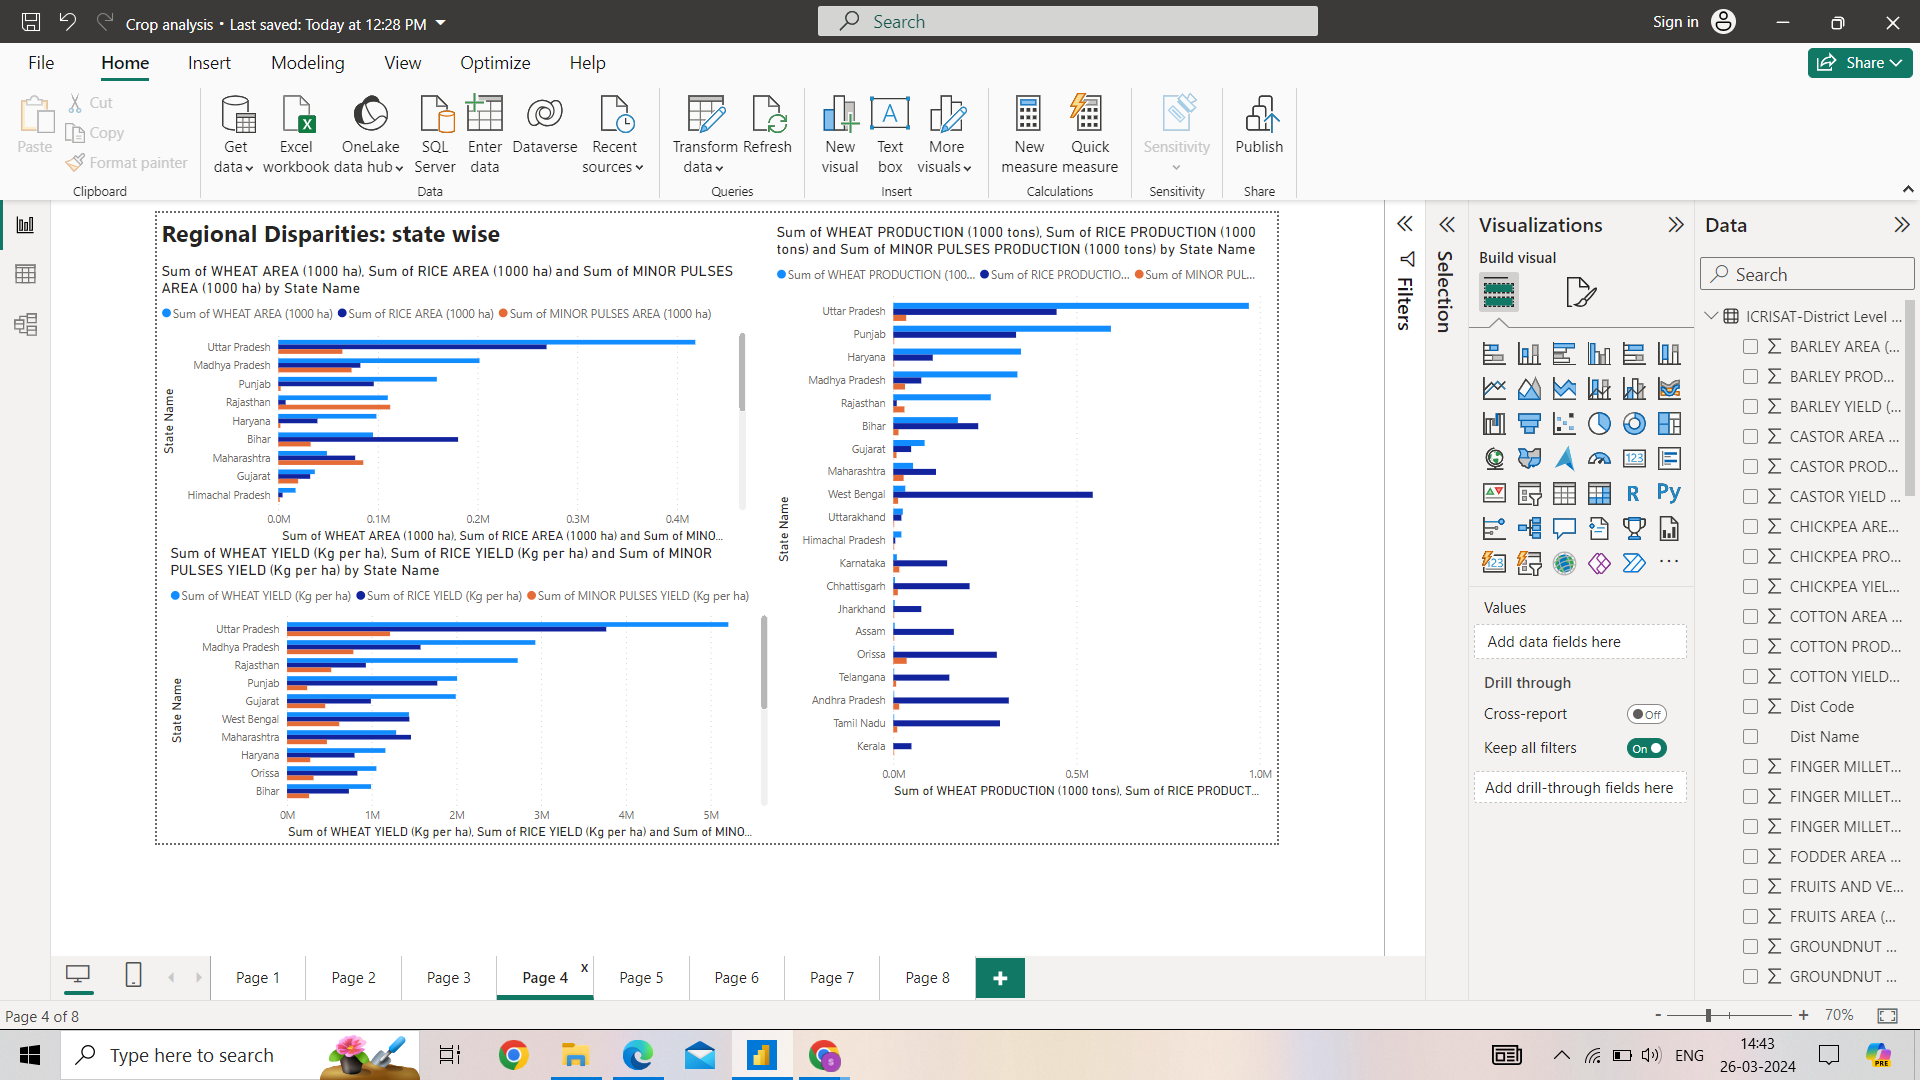 Crop analysis • Last saved: Today at 12:28 PM
Search
Sign in
File
Home
Insert
Modeling
View
Optimize
Help
Share
Paste
Cut
Copy
Format painter
Clipboard
Get data
Excel workbook
OneLake data hub
SQL Server
Enter data
Dataverse
Recent sources
Data
Transform data
Refresh
Queries
New visual
Text box
More visuals
Insert
New measure
Quick measure
Calculations
Sensitivity
Sensitivity
Publish
Share
Regional Disparities: state wise
Sum of WHEAT AREA (1000 ha), Sum of RICE AREA (1000 ha) and Sum of MINOR PULSES
AREA (1000 ha) by State Name
Sum of WHEAT AREA (1000 ha)
Sum of RICE AREA (1000 ha)
Sum of MINOR PULSES AREA (1000 ha)
State Name
Uttar Pradesh
Madhya Pradesh
Punjab
Rajasthan
Haryana
Bihar
Maharashtra
Gujarat
Himachal Pradesh
0.0M 0.1M 0.2M 0.3M 0.4M
Sum of WHEAT AREA (1000 ha), Sum of RICE AREA (1000 ha) and Sum of MINO...
Sum of WHEAT YIELD (Kg per ha), Sum of RICE YIELD (Kg per ha) and Sum of MINOR
PULSES YIELD (Kg per ha) by State Name
Sum of WHEAT YIELD (Kg per ha)
Sum of RICE YIELD (Kg per ha)
Sum of MINOR PULSES YIELD (Kg per ha)
State Name
Uttar Pradesh
Madhya Pradesh
Rajasthan
Punjab
Gujarat
West Bengal
Maharashtra
Haryana
Orissa
Bihar
0M 1M 2M 3M 4M 5M
Sum of WHEAT YIELD (Kg per ha), Sum of RICE YIELD (Kg per ha) and Sum of MINO...
Sum of WHEAT PRODUCTION (1000 tons), Sum of RICE PRODUCTION (1000
tons) and Sum of MINOR PULSES PRODUCTION (1000 tons) by State Name
Sum of WHEAT PRODUCTION (100...
Sum of RICE PRODUCTIO...
Sum of MINOR PUL...
State Name
Uttar Pradesh
Punjab
Haryana
Madhya Pradesh
Rajasthan
Bihar
Gujarat
Maharashtra
West Bengal
Uttarakhand
Himachal Pradesh
Karnataka
Chhattisgarh
Jharkhand
Assam
Orissa
Telangana
Andhra Pradesh
Tamil Nadu
Kerala
0.0M 0.5M 1.0M
Sum of WHEAT PRODUCTION (1000 tons), Sum of RICE PRODUCT...
Filters
Selection
Visualizations
Build visual
123
R
Py
123
Values
Add data fields here
Drill through
Cross-report
Off
Keep all filters
On
Add drill-through fields here
Data
Search
ICRISAT-District Level ...
BARLEY AREA (...
BARLEY PROD...
BARLEY YIELD (...
CASTOR AREA ...
CASTOR PROD...
CASTOR YIELD ...
CHICKPEA ARE...
CHICKPEA PRO...
CHICKPEA YIEL...
COTTON AREA ...
COTTON PROD...
COTTON YIELD...
Dist Code
Dist Name
FINGER MILLET...
FINGER MILLET...
FINGER MILLET...
FODDER AREA ...
FRUITS AND VE...
FRUITS AREA (...
GROUNDNUT ...
GROUNDNUT ...
Page 1
Page 2
Page 3
Page 4
x
Page 5
Page 6
Page 7
Page 8
+
Page 4 of 8
- + 70%
Type here to search
ENG
14:43
26-03-2024
PRE